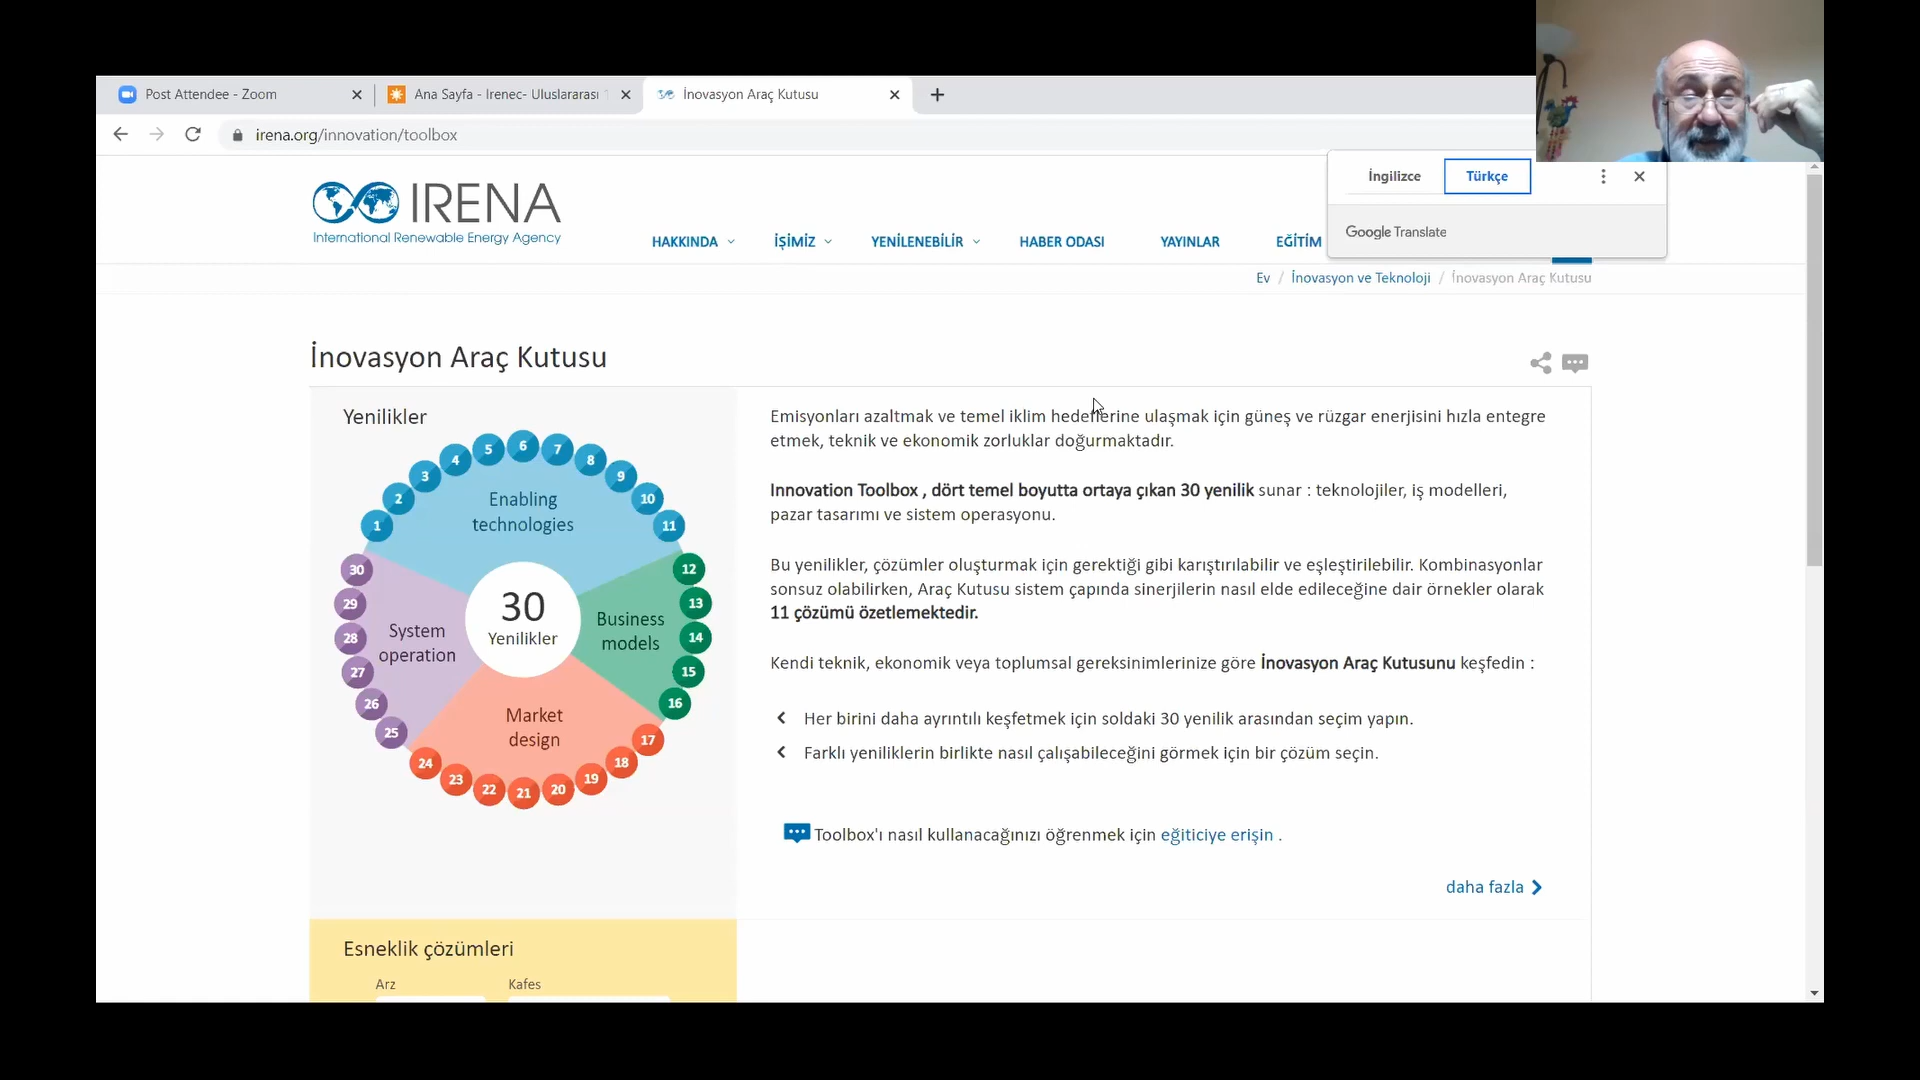 Post Attendee - Zoom
Ana Sayfa - Irenec- Uluslararası
İnovasyon Araç Kutusu
irena.org/innovation/toolbox
İngilizce
Türkçe
Google Translate
IRENA
International Renewable Energy Agency
HAKKINDA
İŞİMİZ
YENİLENEBİLİR
HABER ODASI
YAYINLAR
EĞİTİM
Ev / İnovasyon ve Teknoloji / İnovasyon Araç Kutusu
İnovasyon Araç Kutusu
Yenilikler
1
2
3
4
5
6
7
8
9
10
11
12
13
14
15
16
17
18
19
20
21
22
23
24
25
26
27
28
29
30
Enabling
technologies
Business
models
Market
design
System
operation
30
Yenilikler
Emisyonları azaltmak ve temel iklim hedeflerine ulaşmak için güneş ve rüzgar enerjisini hızla entegre
etmek, teknik ve ekonomik zorluklar doğurmaktadır.
Innovation Toolbox , dört temel boyutta ortaya çıkan 30 yenilik sunar : teknolojiler, iş modelleri,
pazar tasarımı ve sistem operasyonu.
Bu yenilikler, çözümler oluşturmak için gerektiği gibi karıştırılabilir ve eşleştirilebilir. Kombinasyonlar
sonsuz olabilirken, Araç Kutusu sistem çapında sinerjilerin nasıl elde edileceğine dair örnekler olarak
11 çözümü özetlemektedir.
Kendi teknik, ekonomik veya toplumsal gereksinimlerinize göre İnovasyon Araç Kutusunu keşfedin :
Her birini daha ayrıntılı keşfetmek için soldaki 30 yenilik arasından seçim yapın.
Farklı yeniliklerin birlikte nasıl çalışabileceğini görmek için bir çözüm seçin.
Toolbox'ı nasıl kullanacağınızı öğrenmek için eğiticiye erişin .
daha fazla
Esneklik çözümleri
Arz
Kafes